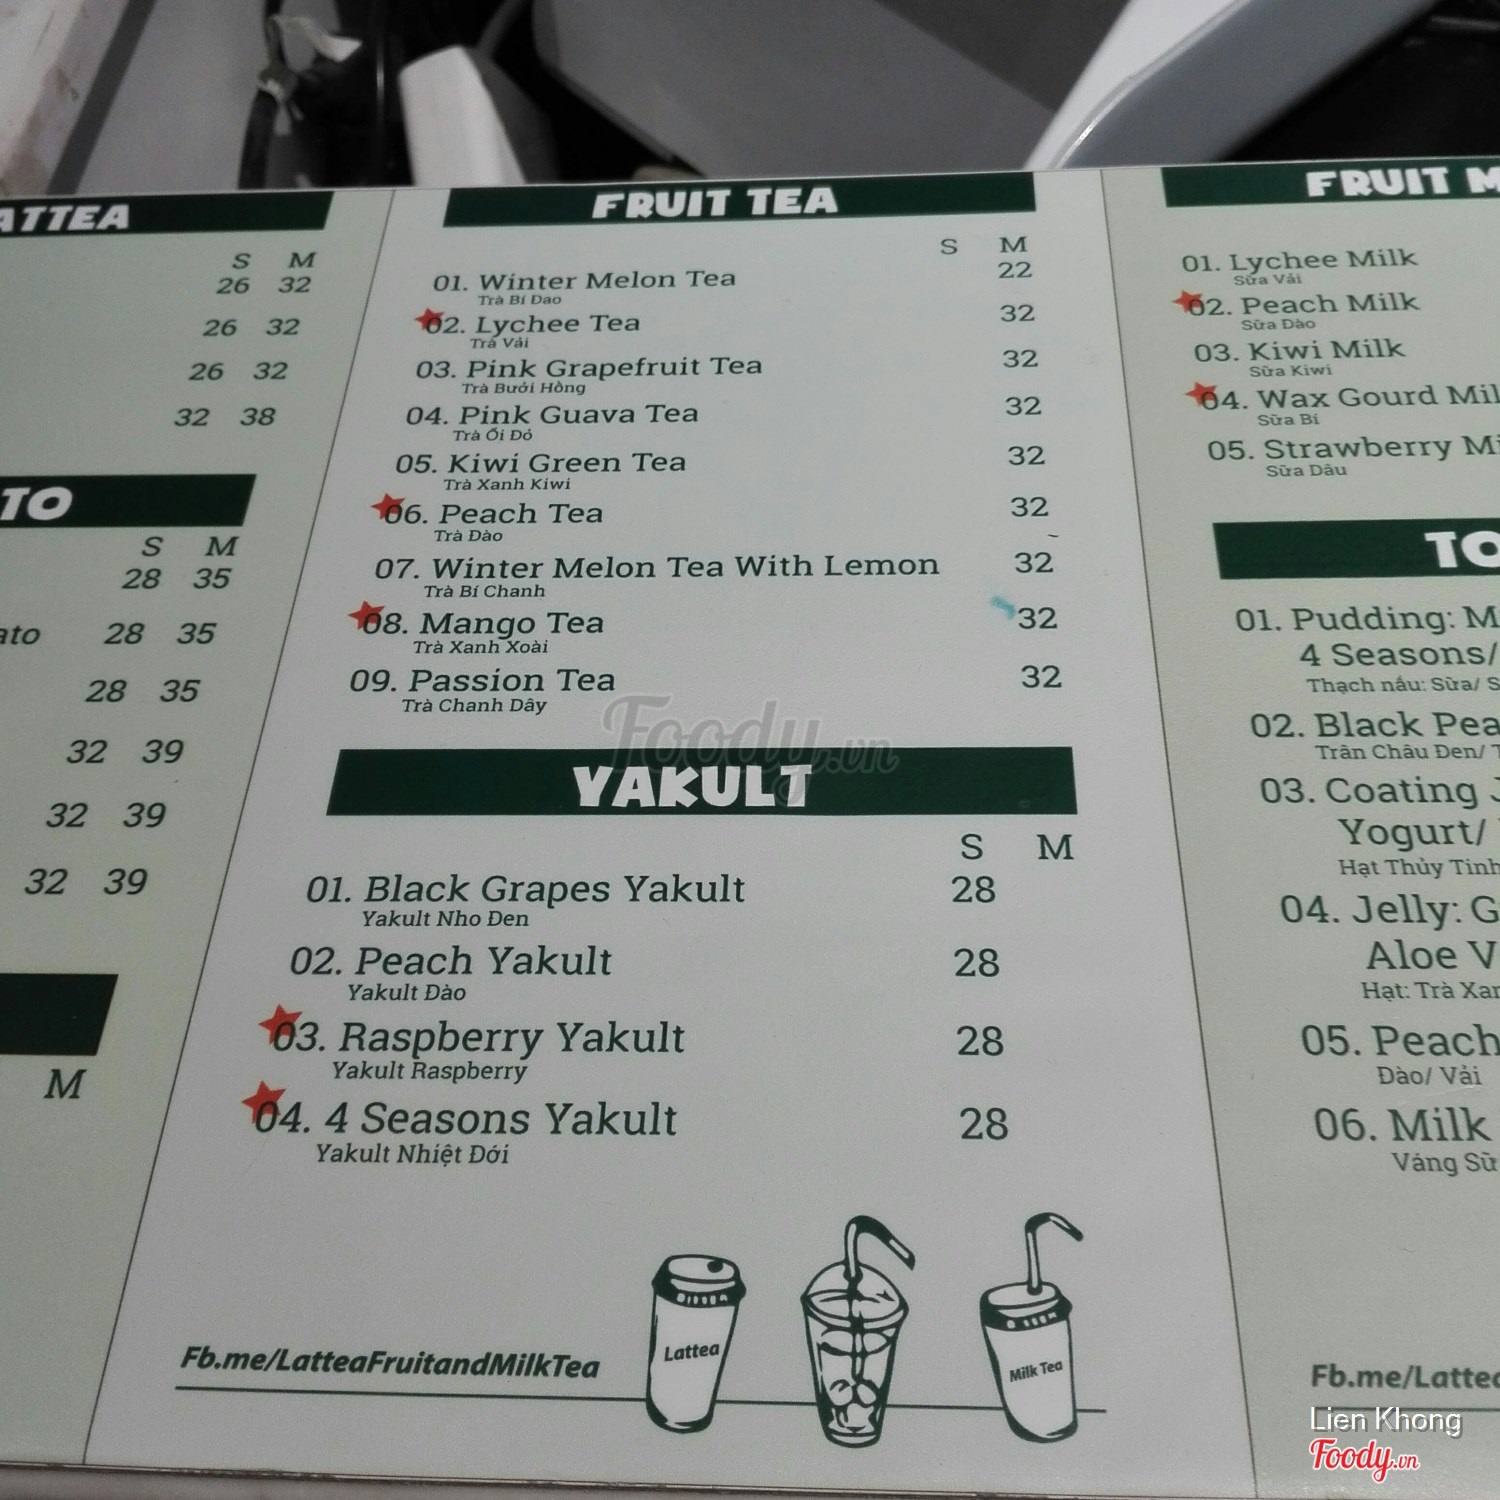 ATTEA
S M
26 32
26 32
26 32
32 38
TO
S M
28 35
ato 28 35
28 35
32 39
32 39
32 39
M
FRUIT TEA
S M
01. Winter Melon Tea 22
Trà Bí Dao
02. Lychee Tea 32
Trà Vải
03. Pink Grapefruit Tea 32
Trà Bưởi Hồng
04. Pink Guava Tea 32
Trà Ổi Đỏ
05. Kiwi Green Tea 32
Trà Xanh Kiwi
06. Peach Tea 32
Trà Đào
07. Winter Melon Tea With Lemon 32
Trà Bí Chanh
08. Mango Tea 32
Trà Xanh Xoài
09. Passion Tea 32
Trà Chanh Dây
Foody.vn
YAKULT
S M
01. Black Grapes Yakult 28
Yakult Nho Đen
02. Peach Yakult 28
Yakult Đào
03. Raspberry Yakult 28
Yakult Raspberry
04. 4 Seasons Yakult 28
Yakult Nhiệt Đới
Lattea
Milk Tea
Fb.me/LatteaFruitandMilkTea
FRUIT M
01. Lychee Milk
Sữa Vải
02. Peach Milk
Sữa Đào
03. Kiwi Milk
Sữa Kiwi
04. Wax Gourd Mil
Sữa Bí
05. Strawberry Mi
Sữa Dâu
TO
01. Pudding: M
4 Seasons/
Thạch nấu: Sữa/ S
02. Black Pea
Trân Châu Đen/ T
03. Coating J
Yogurt/
Hạt Thủy Tinh
04. Jelly: G
Aloe V
Hạt: Trà Xan
05. Peach
Đào/ Vải
06. Milk
Váng Sữ
Fb.me/Lattea
Lien Khong
Foody.vn